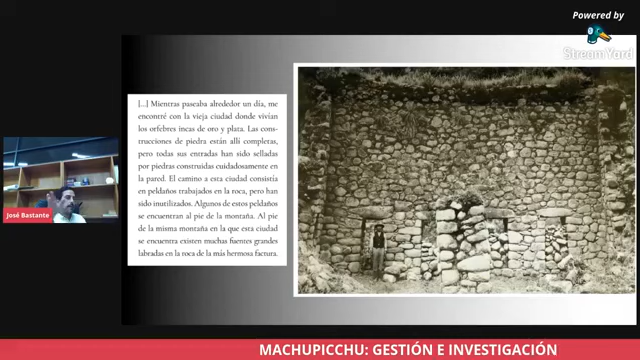 Powered by
StreamYard
[...] Mientras paseaba alrededor un día, me
encontré con la vieja ciudad donde vivían
los orfebres incas de oro y plata. Las cons-
trucciones de piedra están allí completas,
pero todas sus entradas han sido selladas
por piedras construidas cuidadosamente en
la pared. El camino a esta ciudad consistía
en peldaños trabajados en la roca, pero han
sido inutilizados. Algunos de estos peldaños
se encuentran al pie de la montaña. Al pie
de la misma montaña en la que esta ciudad
se encuentra existen muchas fuentes grandes
labradas en la roca de la más hermosa factura.
José Bastante
MACHUPICCHU: GESTIÓN E INVESTIGACIÓN